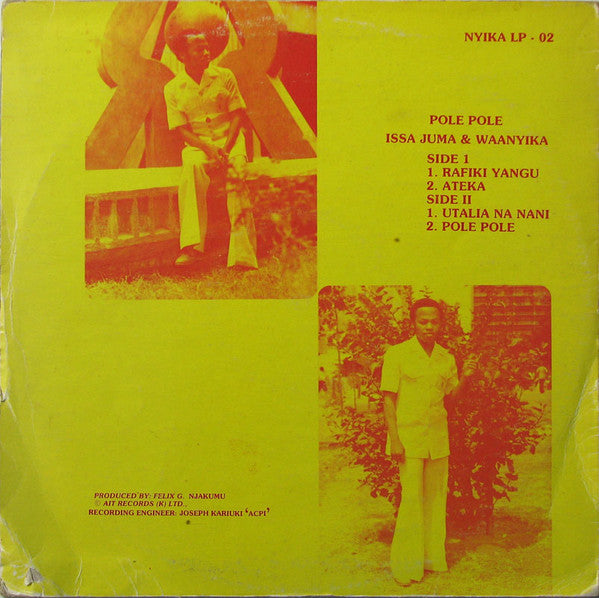 NYIKA LP - 02
POLE POLE
ISSA JUMA & WAANYIKA
SIDE 1
1. RAFIKI YANGU
2. ATEKA
SIDE II
1. UTALIA NA NANI
2. POLE POLE
PRODUCED BY: FELIX G. NJAKUMU
© AIT RECORDS (K) LTD.,
RECORDING ENGINEER: JOSEPH KARIUKI 'ACPI'